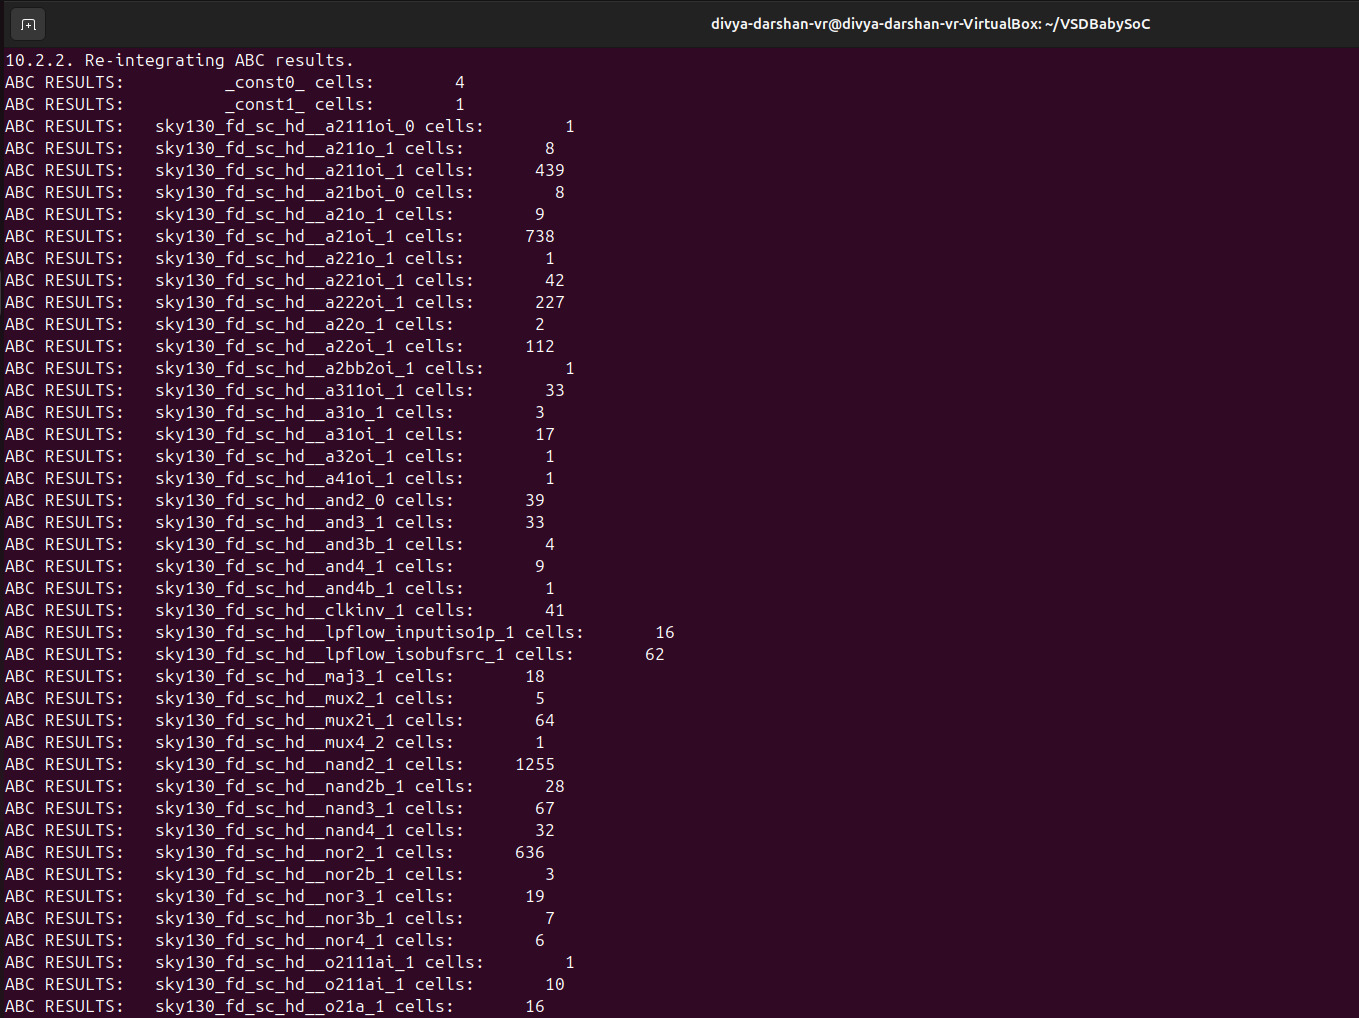 divya-darshan-vr@divya-darshan-vr-VirtualBox: ~/VSDBabySoC
10.2.2. Re-integrating ABC results.
ABC RESULTS:          _const0_ cells:        4
ABC RESULTS:          _const1_ cells:        1
ABC RESULTS:   sky130_fd_sc_hd__a2111oi_0 cells:        1
ABC RESULTS:   sky130_fd_sc_hd__a211o_1 cells:        8
ABC RESULTS:   sky130_fd_sc_hd__a211oi_1 cells:      439
ABC RESULTS:   sky130_fd_sc_hd__a21boi_0 cells:        8
ABC RESULTS:   sky130_fd_sc_hd__a21o_1 cells:        9
ABC RESULTS:   sky130_fd_sc_hd__a21oi_1 cells:      738
ABC RESULTS:   sky130_fd_sc_hd__a221o_1 cells:        1
ABC RESULTS:   sky130_fd_sc_hd__a221oi_1 cells:       42
ABC RESULTS:   sky130_fd_sc_hd__a222oi_1 cells:      227
ABC RESULTS:   sky130_fd_sc_hd__a22o_1 cells:        2
ABC RESULTS:   sky130_fd_sc_hd__a22oi_1 cells:      112
ABC RESULTS:   sky130_fd_sc_hd__a2bb2oi_1 cells:        1
ABC RESULTS:   sky130_fd_sc_hd__a311oi_1 cells:       33
ABC RESULTS:   sky130_fd_sc_hd__a31o_1 cells:        3
ABC RESULTS:   sky130_fd_sc_hd__a31oi_1 cells:       17
ABC RESULTS:   sky130_fd_sc_hd__a32oi_1 cells:        1
ABC RESULTS:   sky130_fd_sc_hd__a41oi_1 cells:        1
ABC RESULTS:   sky130_fd_sc_hd__and2_0 cells:       39
ABC RESULTS:   sky130_fd_sc_hd__and3_1 cells:       33
ABC RESULTS:   sky130_fd_sc_hd__and3b_1 cells:        4
ABC RESULTS:   sky130_fd_sc_hd__and4_1 cells:        9
ABC RESULTS:   sky130_fd_sc_hd__and4b_1 cells:        1
ABC RESULTS:   sky130_fd_sc_hd__clkinv_1 cells:       41
ABC RESULTS:   sky130_fd_sc_hd__lpflow_inputiso1p_1 cells:       16
ABC RESULTS:   sky130_fd_sc_hd__lpflow_isobufsrc_1 cells:       62
ABC RESULTS:   sky130_fd_sc_hd__maj3_1 cells:       18
ABC RESULTS:   sky130_fd_sc_hd__mux2_1 cells:        5
ABC RESULTS:   sky130_fd_sc_hd__mux2i_1 cells:       64
ABC RESULTS:   sky130_fd_sc_hd__mux4_2 cells:        1
ABC RESULTS:   sky130_fd_sc_hd__nand2_1 cells:     1255
ABC RESULTS:   sky130_fd_sc_hd__nand2b_1 cells:       28
ABC RESULTS:   sky130_fd_sc_hd__nand3_1 cells:       67
ABC RESULTS:   sky130_fd_sc_hd__nand4_1 cells:       32
ABC RESULTS:   sky130_fd_sc_hd__nor2_1 cells:      636
ABC RESULTS:   sky130_fd_sc_hd__nor2b_1 cells:        3
ABC RESULTS:   sky130_fd_sc_hd__nor3_1 cells:       19
ABC RESULTS:   sky130_fd_sc_hd__nor3b_1 cells:        7
ABC RESULTS:   sky130_fd_sc_hd__nor4_1 cells:        6
ABC RESULTS:   sky130_fd_sc_hd__o2111ai_1 cells:        1
ABC RESULTS:   sky130_fd_sc_hd__o211ai_1 cells:       10
ABC RESULTS:   sky130_fd_sc_hd__o21a_1 cells:       16